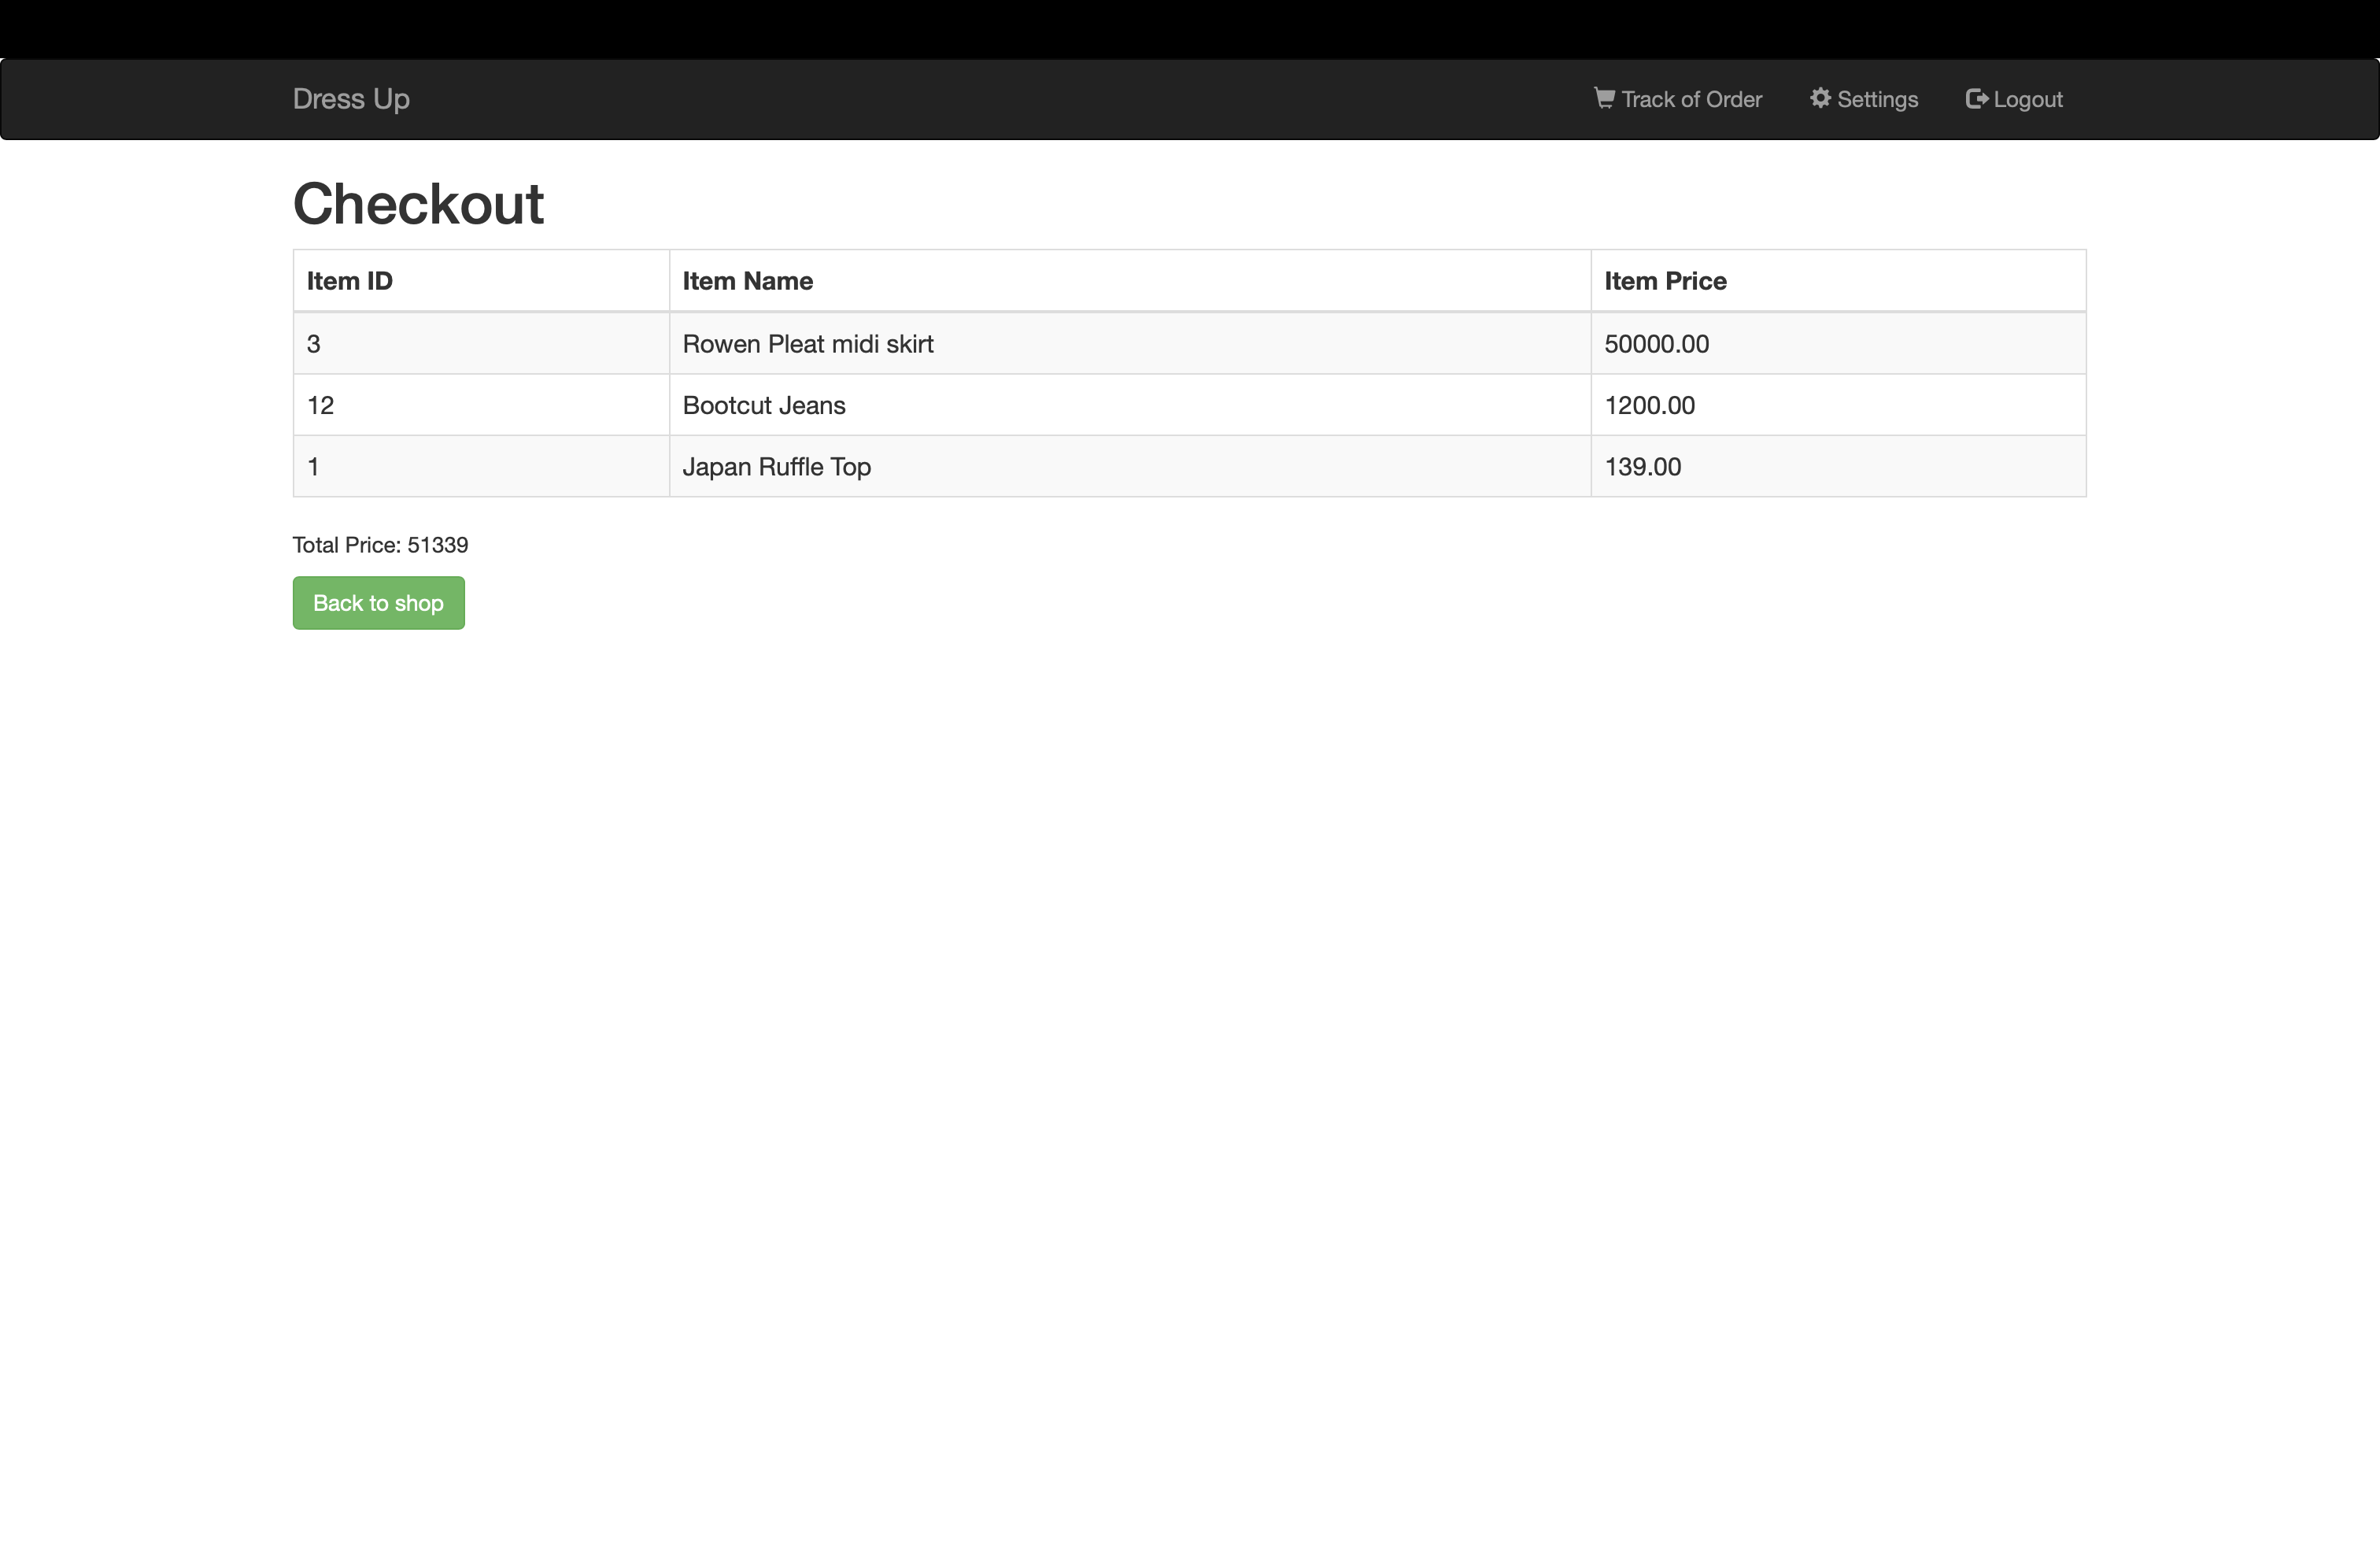 Dress Up Track of Order Settings Logout
Checkout
Item ID Item Name Item Price
3 Rowen Pleat midi skirt 50000.00
12 Bootcut Jeans 1200.00
1 Japan Ruffle Top 139.00
Total Price: 51339
Back to shop